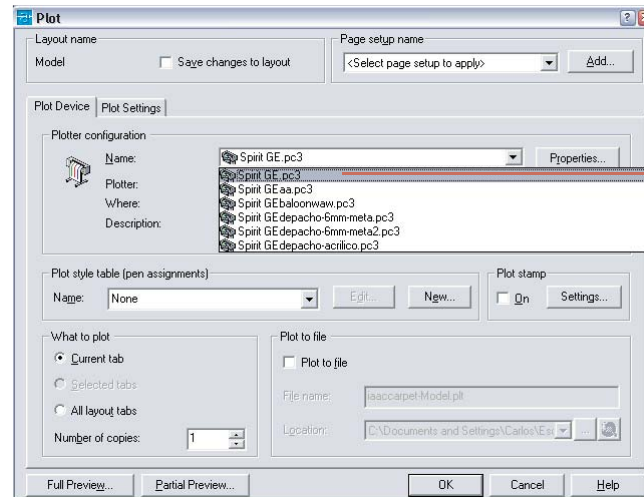 Plot
Layout name
Model
Save changes to layout
Page setup name
<Select page setup to apply>
Add...
Plot Device
Plot Settings
Plotter configuration
Name:
Spirit GE.pc3
Properties...
Spirit GE.pc3
Plotter:
Spirit GEaa.pc3
Where:
Spirit GEbaloonwaw.pc3
Spirit GEdepacho-6mm-meta.pc3
Description:
Spirit GEdepacho-6mm-meta2.pc3
Spirit GEdepacho-acrilico.pc3
Plot style table (pen assignments)
Name:
None
Edit...
New...
Plot stamp
On
Settings...
What to plot
Current tab
Selected tabs
All layout tabs
Number of copies:
1
Plot to file
Plot to file
File name:
iaaccarpet-Model.plt
Location:
C:\Documents and Settings\Carlos\Esc
...
Full Preview...
Partial Preview...
OK
Cancel
Help